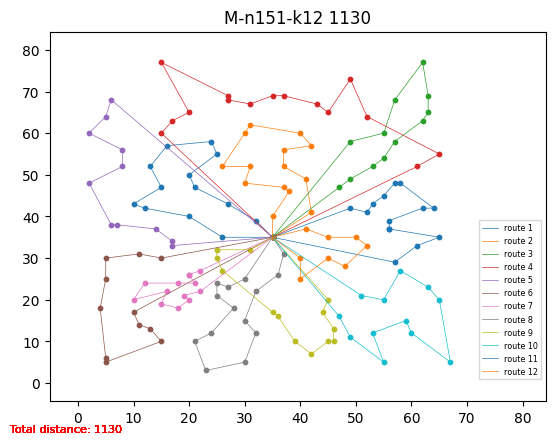 M-n151-k12 1130
80
70
60
50
40
30
20
10
0
route 1
route 2
route 3
route 4
route 5
route 6
route 7
route 8
route 9
route 10
route 11
route 12
0 10 20 30 40 50 60 70 80
Total distance: 1130